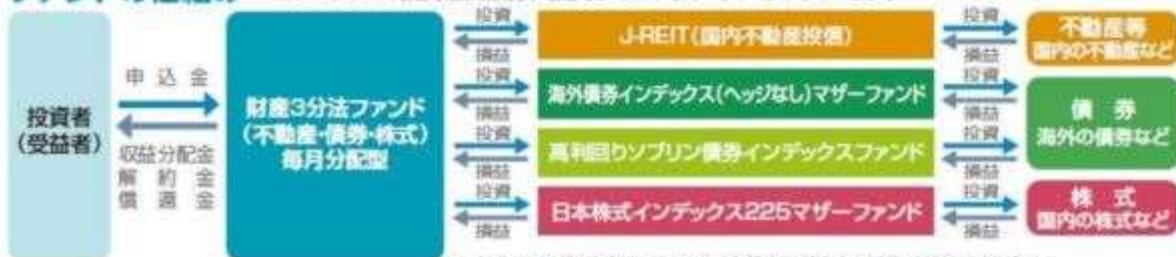 ファンドの仕組み
投資者
(受益者)
申込金
収益分配金
解約金
償還金
財産3分法ファンド
(不動産・債券・株式)
毎月分配型
投資
損益
J-REIT(国内不動産投信)
投資
損益
不動産等
国内の不動産など
投資
損益
海外債券インデックス(ヘッジなし)マザーファンド
投資
損益
債券
海外の債券など
投資
損益
高利回りソブリン債券インデックスファンド
投資
損益
投資
損益
日本株式インデックス225マザーファンド
投資
損益
株式
国内の株式など